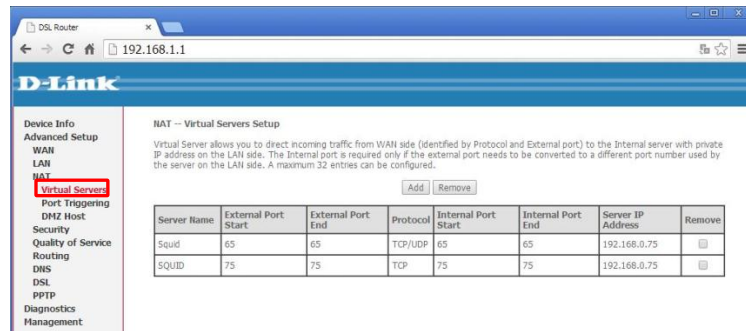 DSL Router
192.168.1.1
D-Link
Device Info
Advanced Setup
WAN
LAN
NAT
Virtual Servers
Port Triggering
DMZ Host
Security
Quality of Service
Routing
DNS
DSL
PPTP
Diagnostics
Management
NAT -- Virtual Servers Setup
Virtual Server allows you to direct incoming traffic from WAN side (identified by Protocol and External port) to the Internal server with private
IP address on the LAN side. The Internal port is required only if the external port needs to be converted to a different port number used by
the server on the LAN side. A maximum 32 entries can be configured.
Add Remove
Server Name External Port Start External Port End Protocol Internal Port Start Internal Port End Server IP Address Remove
Squid 65 65 TCP/UDP 65 65 192.168.0.75
SQUID 75 75 TCP 75 75 192.168.0.75